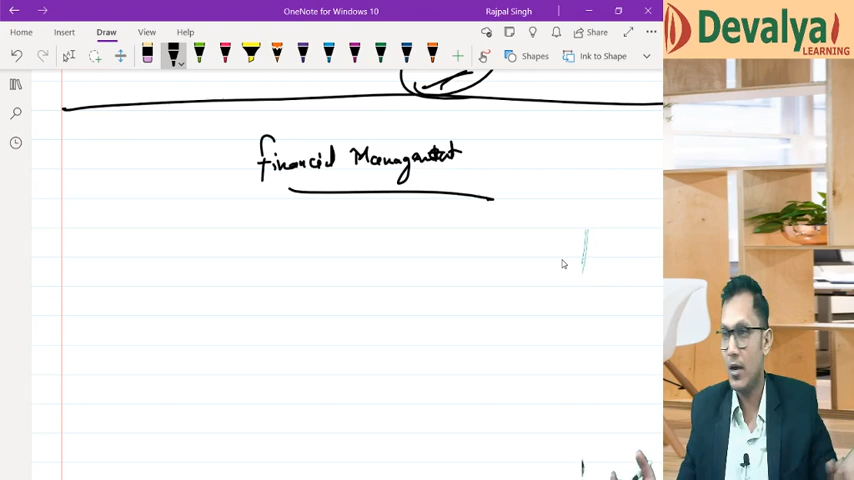 OneNote for Windows 10
Rajpal Singh
Devalya
LEARNING
Home Insert Draw View Help
Share
Shapes
Ink to Shape
Financial Management